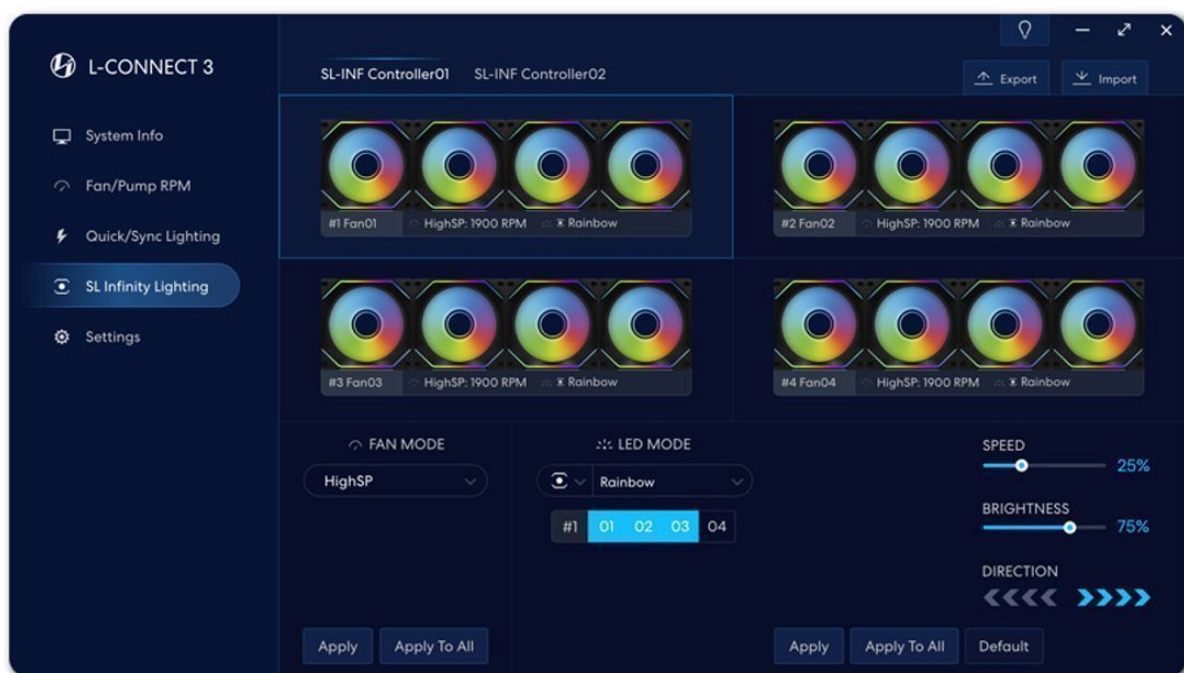 L-CONNECT 3
System Info
Fan/Pump RPM
Quick/Sync Lighting
SL Infinity Lighting
Settings
SL-INF Controller01 SL-INF Controller02
Export Import
#1 Fan01 HighSP: 1900 RPM Rainbow
#2 Fan02 HighSP: 1900 RPM Rainbow
#3 Fan03 HighSP: 1900 RPM Rainbow
#4 Fan04 HighSP: 1900 RPM Rainbow
FAN MODE
HighSP
Apply Apply To All
LED MODE
Rainbow
#1 01 02 03 04
SPEED
25%
BRIGHTNESS
75%
DIRECTION
Apply Apply To All Default